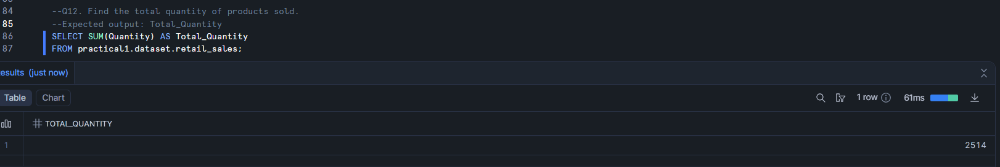 84 --Q12. Find the total quantity of products sold.
85 --Expected output: Total_Quantity
86 SELECT SUM(Quantity) AS Total_Quantity
87 FROM practical1.dataset.retail_sales;
esults (just now)
Table Chart 1 row 61ms
TOTAL_QUANTITY
1 2514